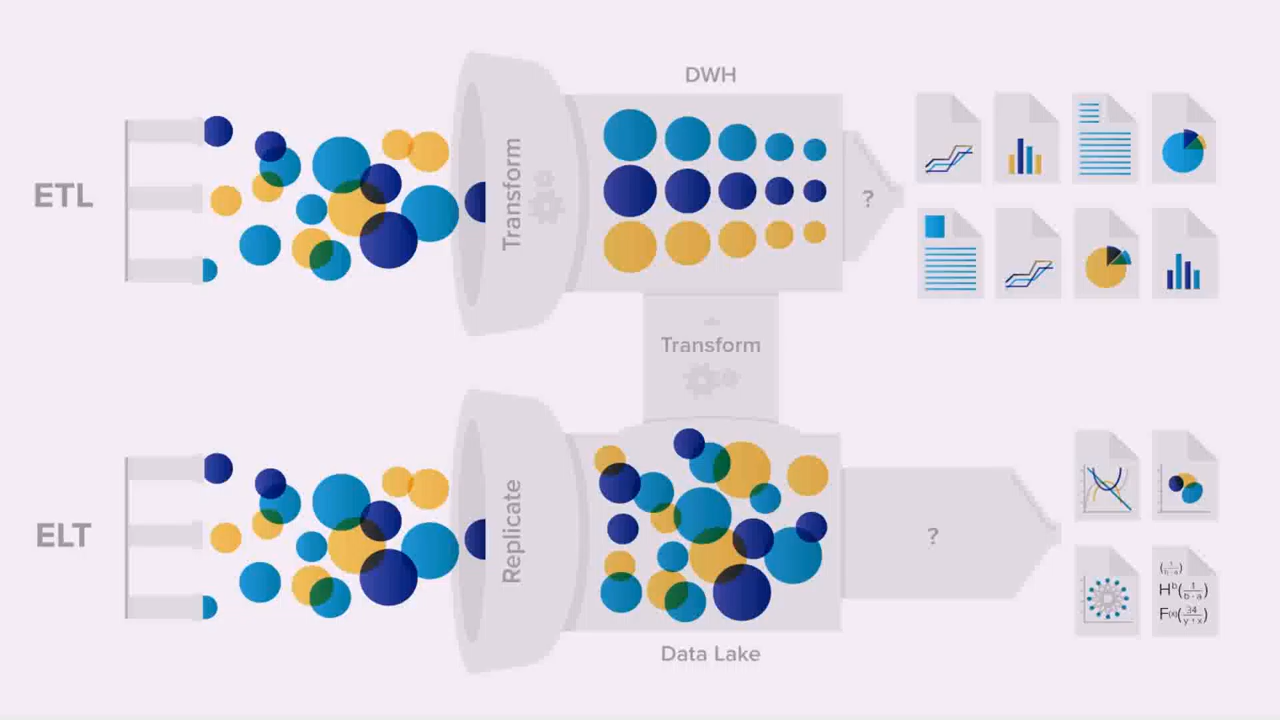 DWH
ETL
Transform
?
Transform
ELT
Replicate
?
Data Lake
H
F